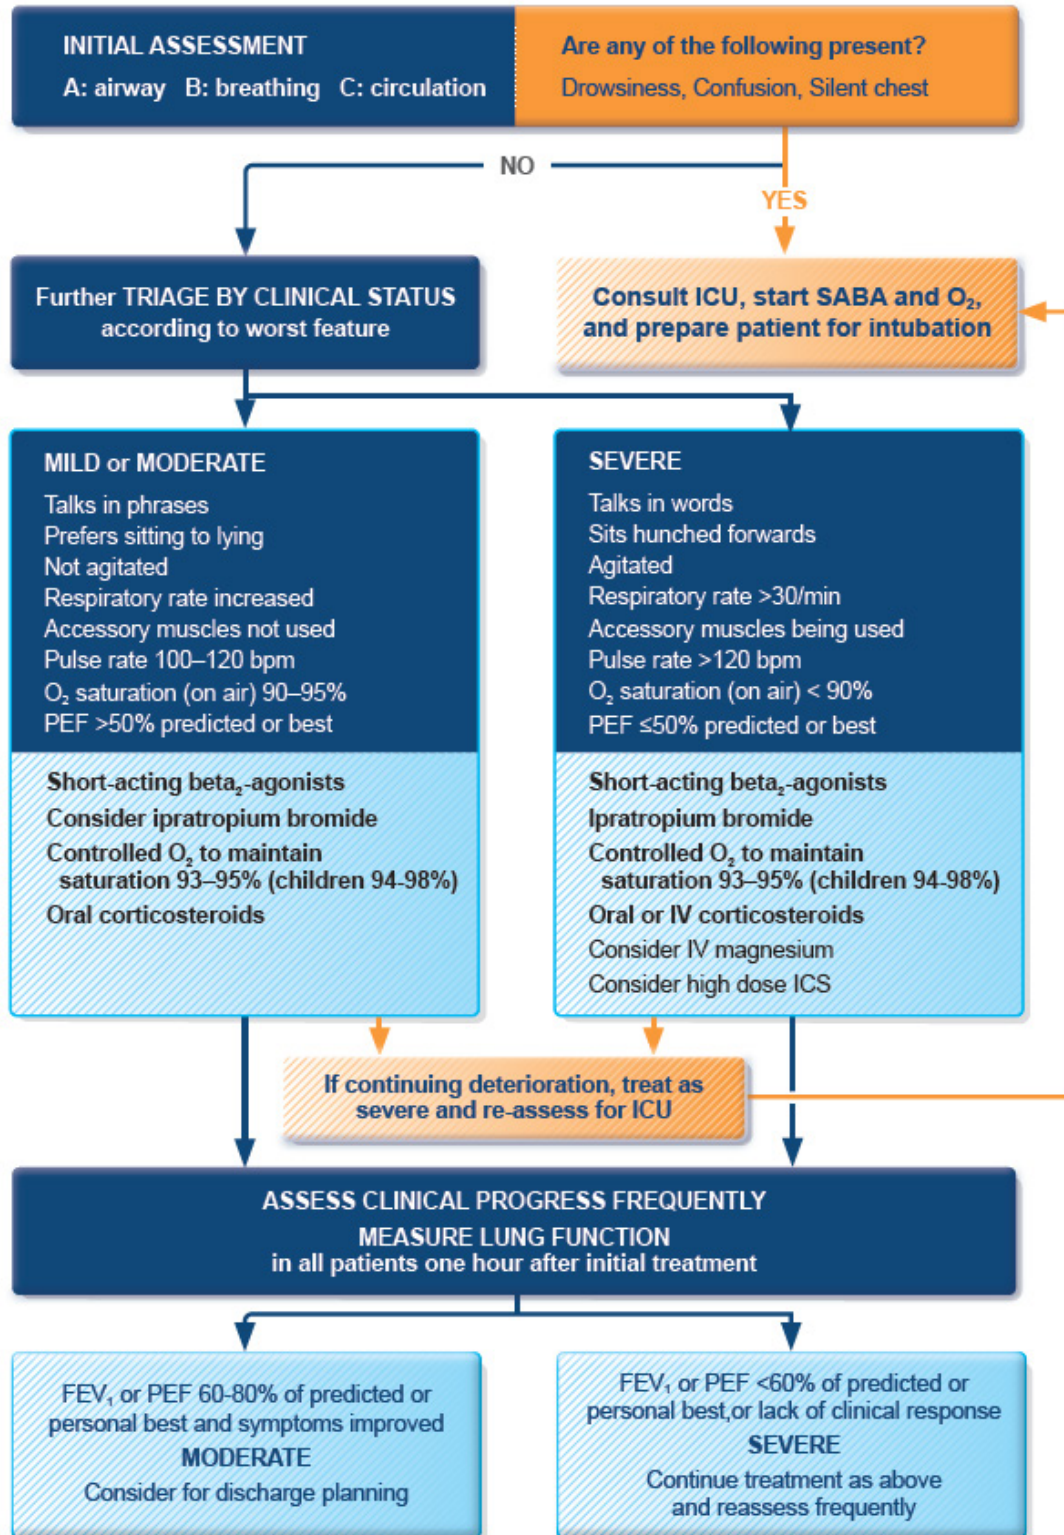 INITIAL ASSESSMENT
A: airway B: breathing C: circulation
Are any of the following present?
Drowsiness, Confusion, Silent chest
NO
YES
Further TRIAGE BY CLINICAL STATUS
according to worst feature
Consult ICU, start SABA and O₂,
and prepare patient for intubation
MILD or MODERATE
Talks in phrases
Prefers sitting to lying
Not agitated
Respiratory rate increased
Accessory muscles not used
Pulse rate 100–120 bpm
O₂ saturation (on air) 90–95%
PEF >50% predicted or best
Short-acting beta₂-agonists
Consider ipratropium bromide
Controlled O₂ to maintain
saturation 93–95% (children 94-98%)
Oral corticosteroids
SEVERE
Talks in words
Sits hunched forwards
Agitated
Respiratory rate >30/min
Accessory muscles being used
Pulse rate >120 bpm
O₂ saturation (on air) < 90%
PEF ≤50% predicted or best
Short-acting beta₂-agonists
Ipratropium bromide
Controlled O₂ to maintain
saturation 93–95% (children 94-98%)
Oral or IV corticosteroids
Consider IV magnesium
Consider high dose ICS
If continuing deterioration, treat as
severe and re-assess for ICU
ASSESS CLINICAL PROGRESS FREQUENTLY
MEASURE LUNG FUNCTION
in all patients one hour after initial treatment
FEV₁ or PEF 60-80% of predicted or
personal best and symptoms improved
MODERATE
Consider for discharge planning
FEV₁ or PEF <60% of predicted or
personal best,or lack of clinical response
SEVERE
Continue treatment as above
and reassess frequently